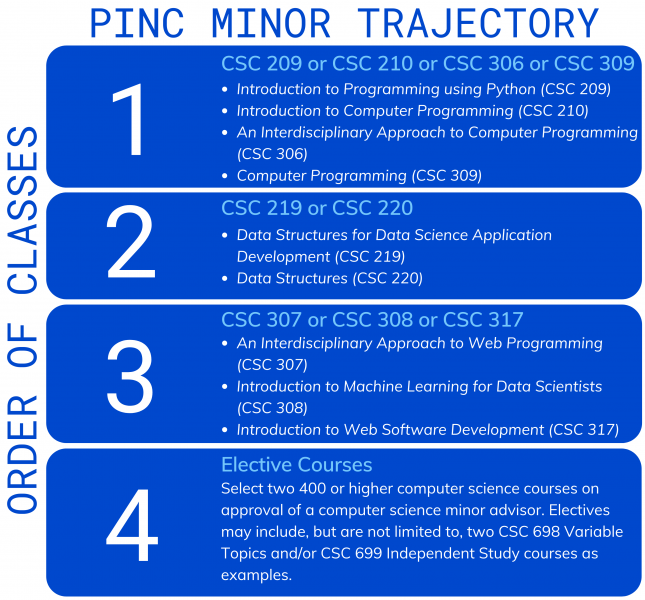 PINC MINOR TRAJECTORY
ORDER OF CLASSES
1
CSC 209 or CSC 210 or CSC 306 or CSC 309
• Introduction to Programming using Python (CSC 209)
• Introduction to Computer Programming (CSC 210)
• An Interdisciplinary Approach to Computer Programming
(CSC 306)
• Computer Programming (CSC 309)
2
CSC 219 or CSC 220
• Data Structures for Data Science Application
Development (CSC 219)
• Data Structures (CSC 220)
3
CSC 307 or CSC 308 or CSC 317
• An Interdisciplinary Approach to Web Programming
(CSC 307)
• Introduction to Machine Learning for Data Scientists
(CSC 308)
• Introduction to Web Software Development (CSC 317)
4
Elective Courses
Select two 400 or higher computer science courses on
approval of a computer science minor advisor. Electives
may include, but are not limited to, two CSC 698 Variable
Topics and/or CSC 699 Independent Study courses as
examples.